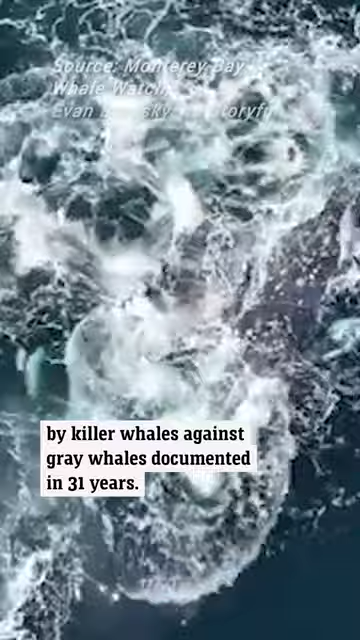 Source: Monterey Bay
Whale Watch
Evan
by killer whales against
gray whales documented
in 31 years.